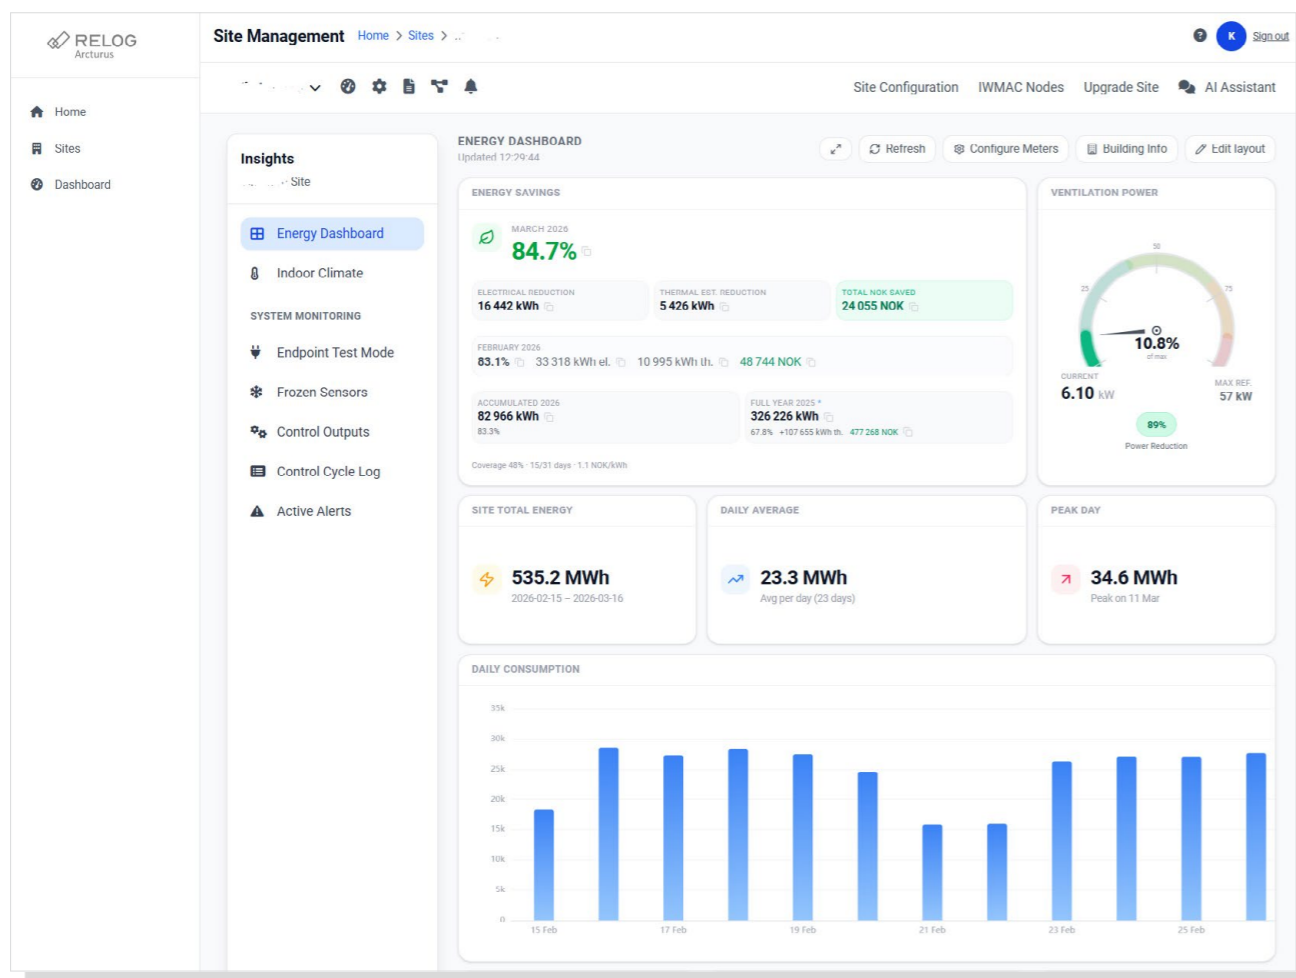 RELOG
Arcturus
Home
Sites
Dashboard
Site Management Home > Sites >
K Sign out
Site Configuration IWMAC Nodes Upgrade Site AI Assistant
Insights
Site
Energy Dashboard
Indoor Climate
SYSTEM MONITORING
Endpoint Test Mode
Frozen Sensors
Control Outputs
Control Cycle Log
Active Alerts
ENERGY DASHBOARD
Updated 12:29:44
Refresh Configure Meters Building Info Edit layout
ENERGY SAVINGS
MARCH 2026
84.7%
ELECTRICAL REDUCTION
16 442 kWh
THERMAL EST. REDUCTION
5 426 kWh
TOTAL NOK SAVED
24 055 NOK
FEBRUARY 2026
83.1% 33 318 kWh el. 10 995 kWh th. 48 744 NOK
ACCUMULATED 2026
82 966 kWh
83.3%
FULL YEAR 2025 *
326 226 kWh
67.8% +107 655 kWh th. 477 268 NOK
Coverage 48% · 15/31 days · 1.1 NOK/kWh
VENTILATION POWER
50
25
75
10.8%
of max
CURRENT
6.10 kW
MAX REF.
57 kW
89%
Power Reduction
SITE TOTAL ENERGY
535.2 MWh
2026-02-15 – 2026-03-16
DAILY AVERAGE
23.3 MWh
Avg per day (23 days)
PEAK DAY
34.6 MWh
Peak on 11 Mar
DAILY CONSUMPTION
35k
30k
25k
20k
15k
10k
5k
0
15 Feb 17 Feb 19 Feb 21 Feb 23 Feb 25 Feb